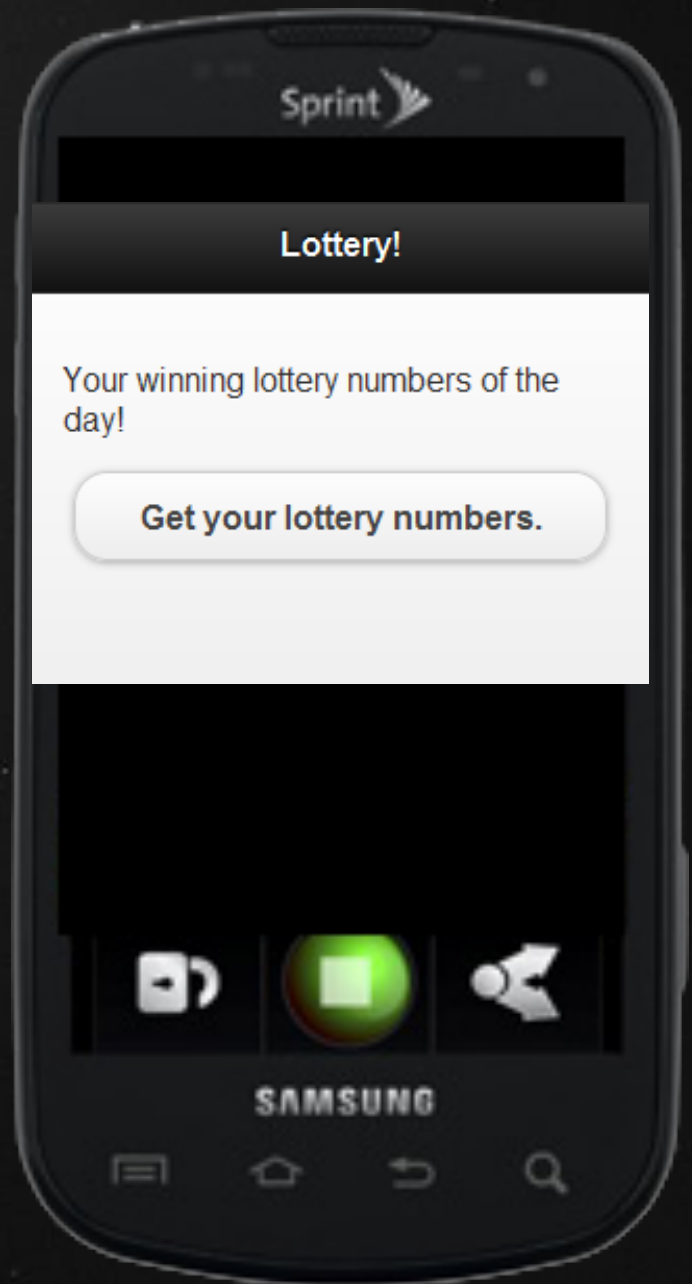 Sprint
Lottery!
Your winning lottery numbers of the
day!
Get your lottery numbers.
SAMSUNG